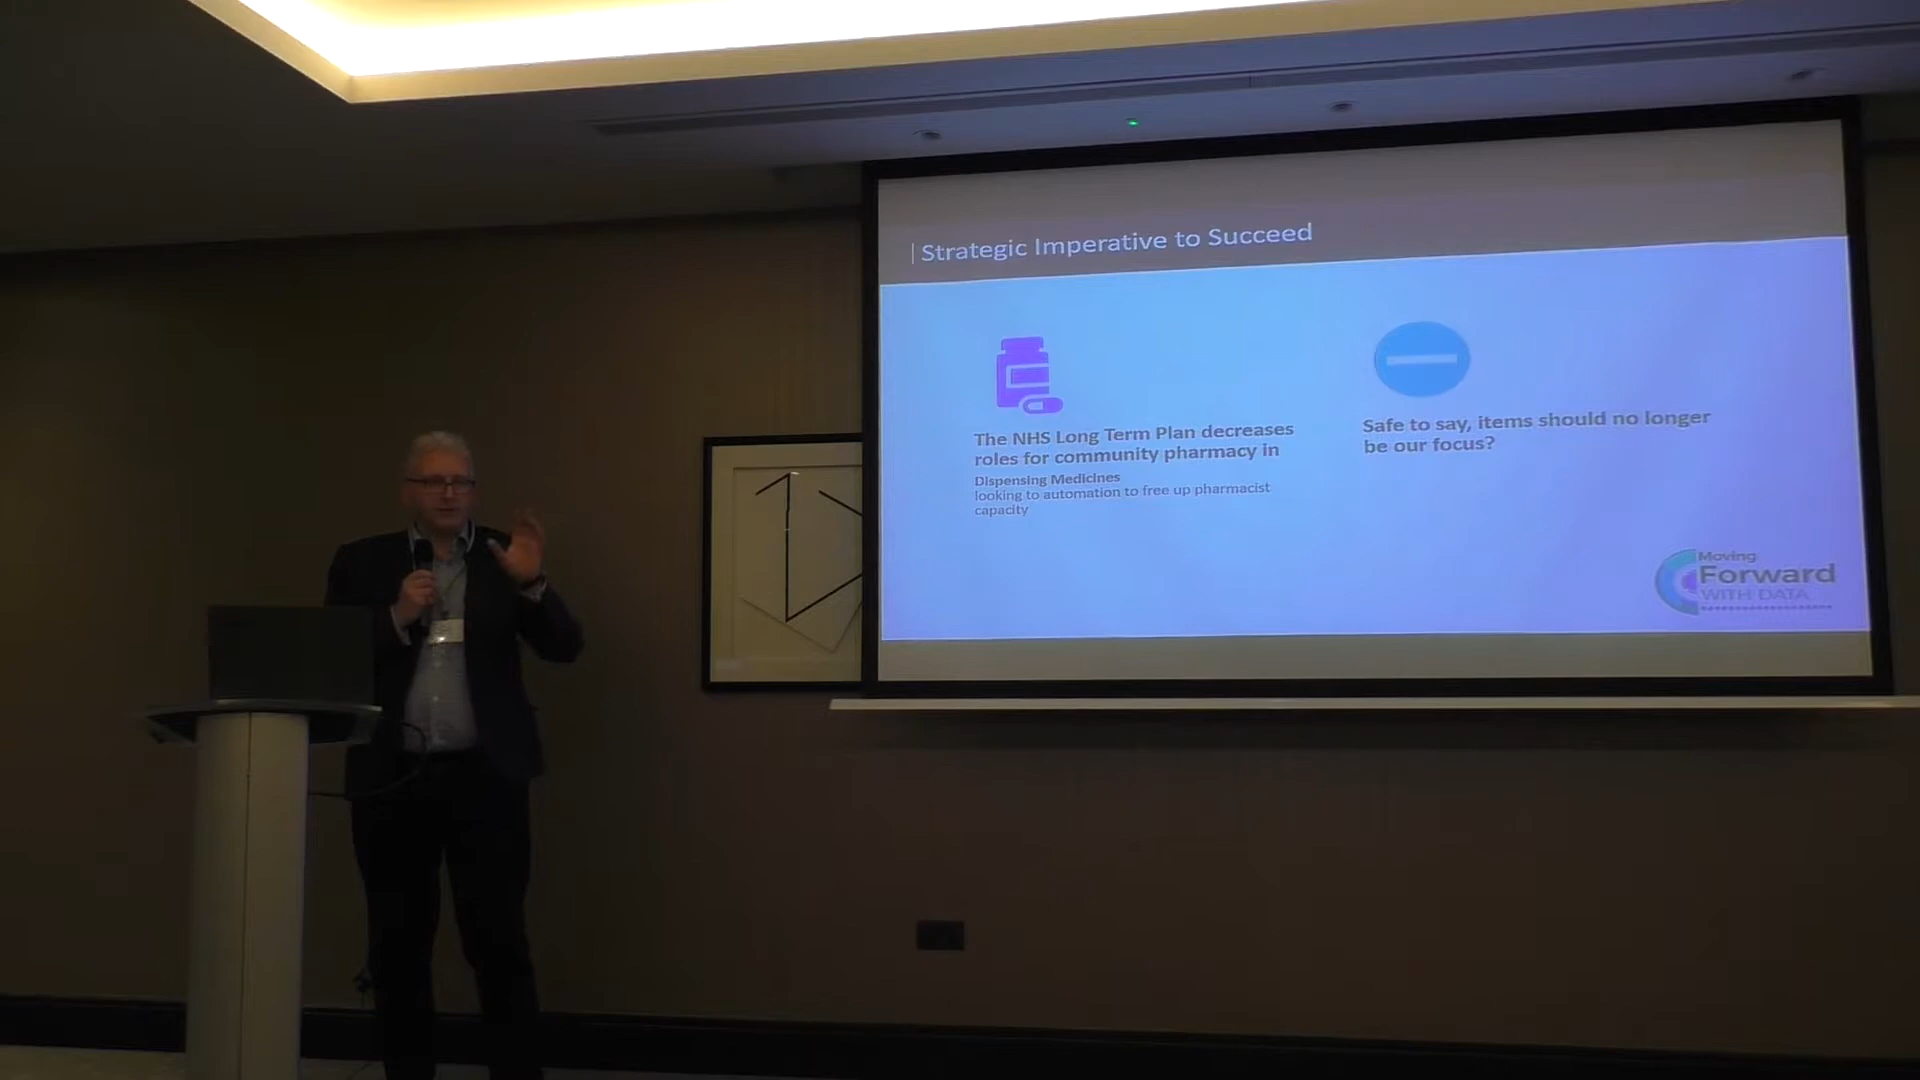 Strategic Imperative to Succeed
The NHS Long Term Plan decreases
roles for community pharmacy in
Dispensing Medicines
looking to automation to free up pharmacist
capacity
Safe to say, items should no longer
be our focus?
Moving
Forward
WITH DATA